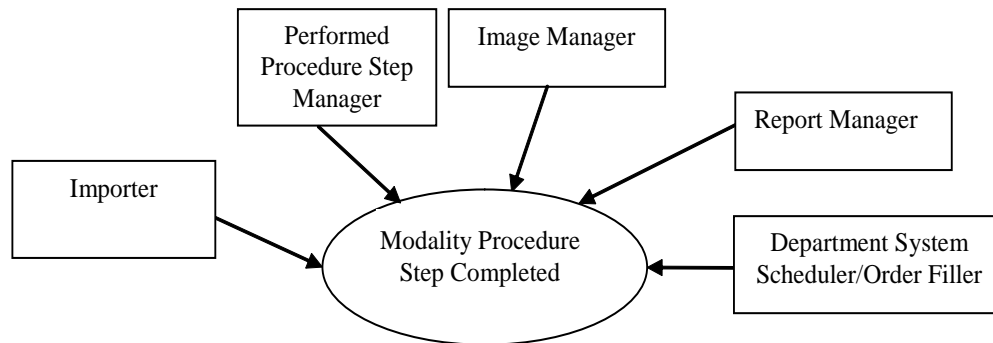 Performed
Procedure Step
Manager
Image Manager
Report Manager
Importer
Modality Procedure
Step Completed
Department System
Scheduler/Order Filler